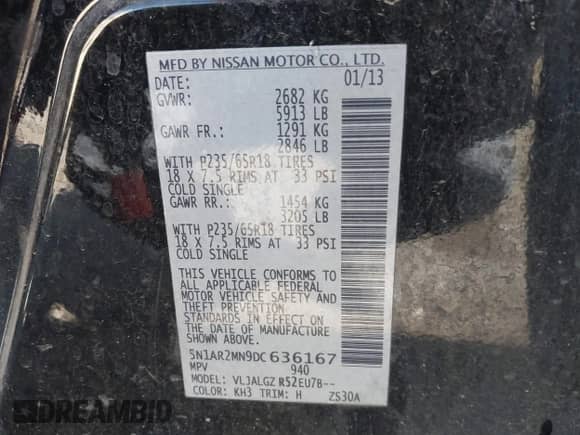 MFD BY NISSAN MOTOR CO., LTD.
DATE: 01/13
GVWR: 2682 KG
5913 LB
GAWR FR.: 1291 KG
2846 LB
WITH P235/65R18 TIRES
18 X 7.5 RIMS AT 33 PSI
COLD SINGLE
GAWR RR.: 1454 KG
3205 LB
WITH P235/65R18 TIRES
18 X 7.5 RIMS AT 33 PSI
COLD SINGLE
THIS VEHICLE CONFORMS TO
ALL APPLICABLE FEDERAL
MOTOR VEHICLE SAFETY AND
THEFT PREVENTION
STANDARDS IN EFFECT ON
THE DATE OF MANUFACTURE
SHOWN ABOVE.
5N1AR2MN9DC636167
MPV 940
MODEL: VLJALGZ R52EU7B--
COLOR: KH3 TRIM: H ZS30A
DREAMBID